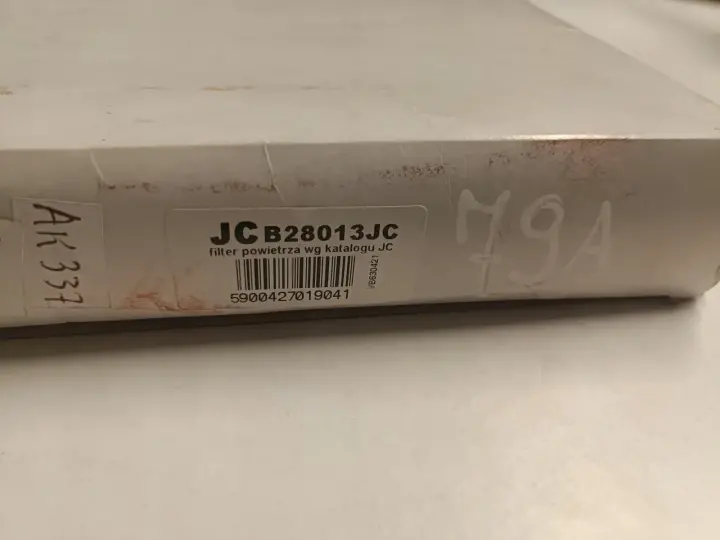 AK 337
JC B28013JC
filter powietrza wg katalogu JC
5900427019041
79A